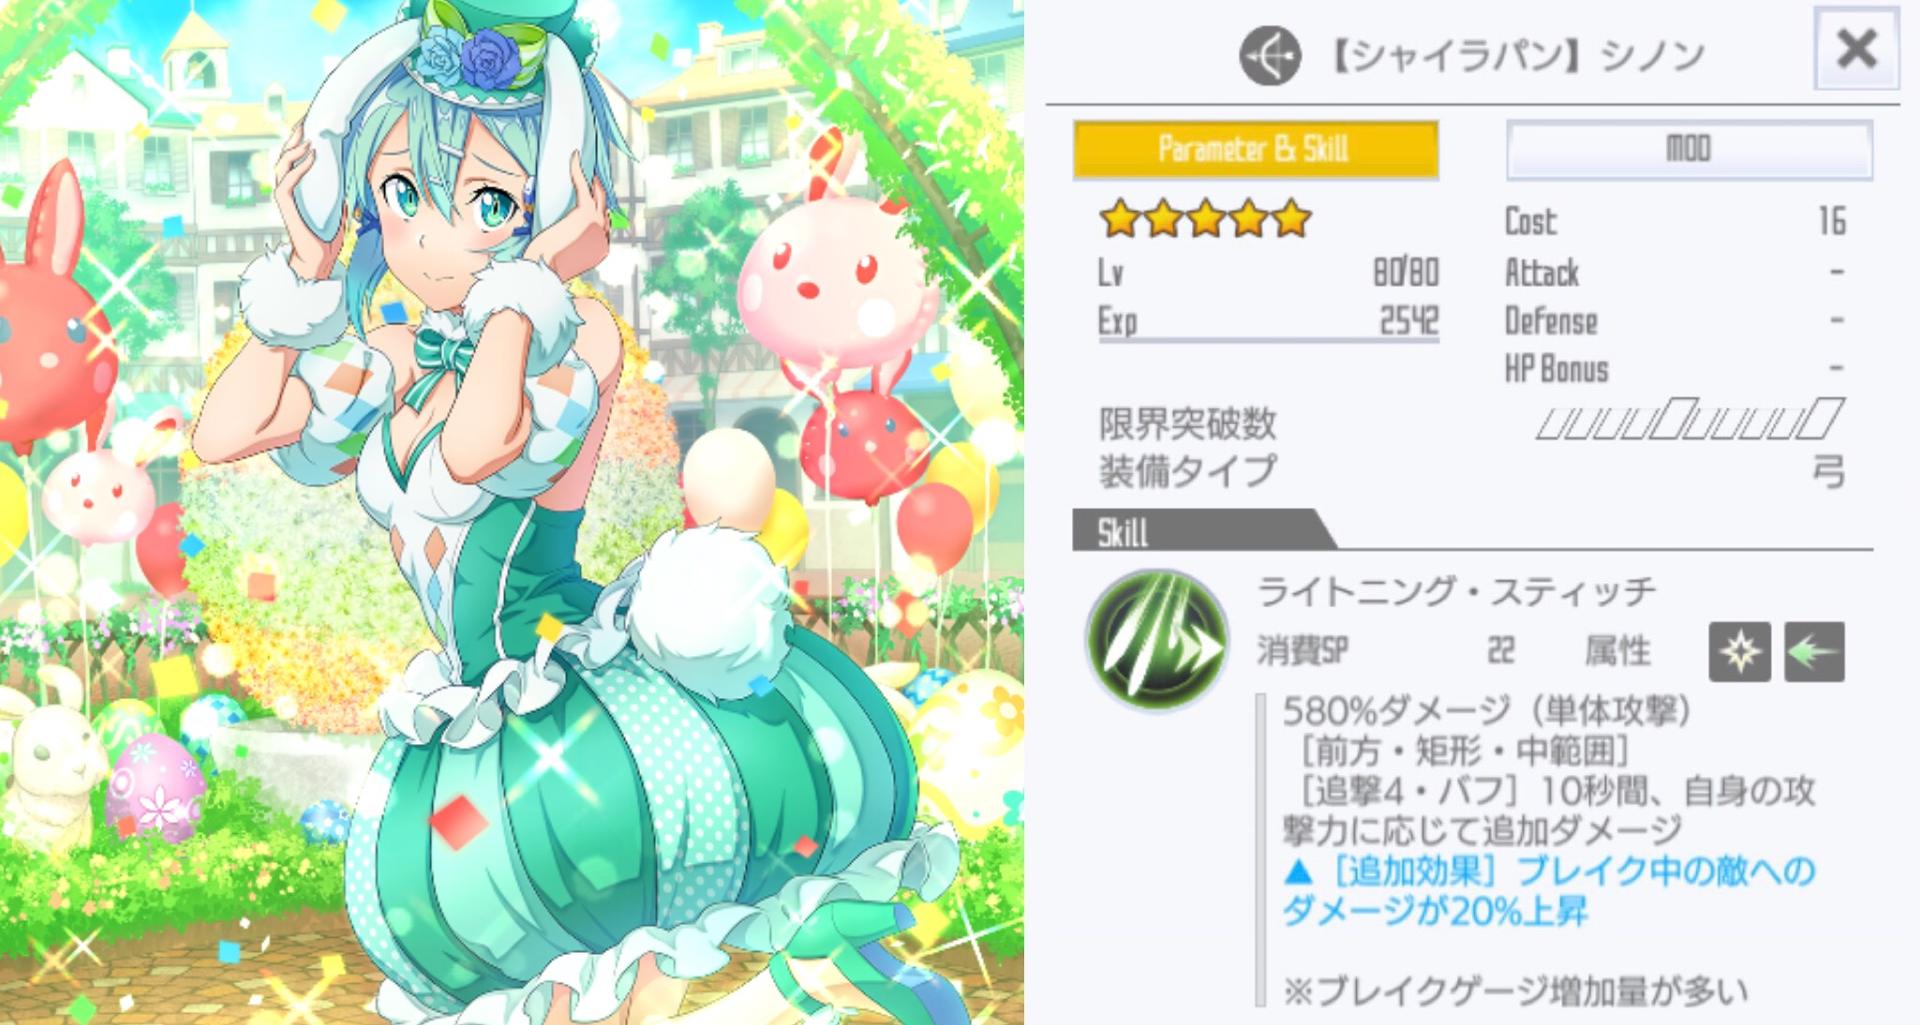 【シャイラパン】シノン
Parameter & Skill
MOD
Lv 80/80
Exp 2542
Cost 16
Attack -
Defense -
HP Bonus -
限界突破数
装備タイプ 弓
Skill
ライトニング・スティッチ
消費SP 22 属性
580%ダメージ（単体攻撃）
［前方・矩形・中範囲］
［追撃4・バフ］10秒間、自身の攻
撃力に応じて追加ダメージ
▲［追加効果］ブレイク中の敵への
ダメージが20%上昇
※ブレイクゲージ増加量が多い